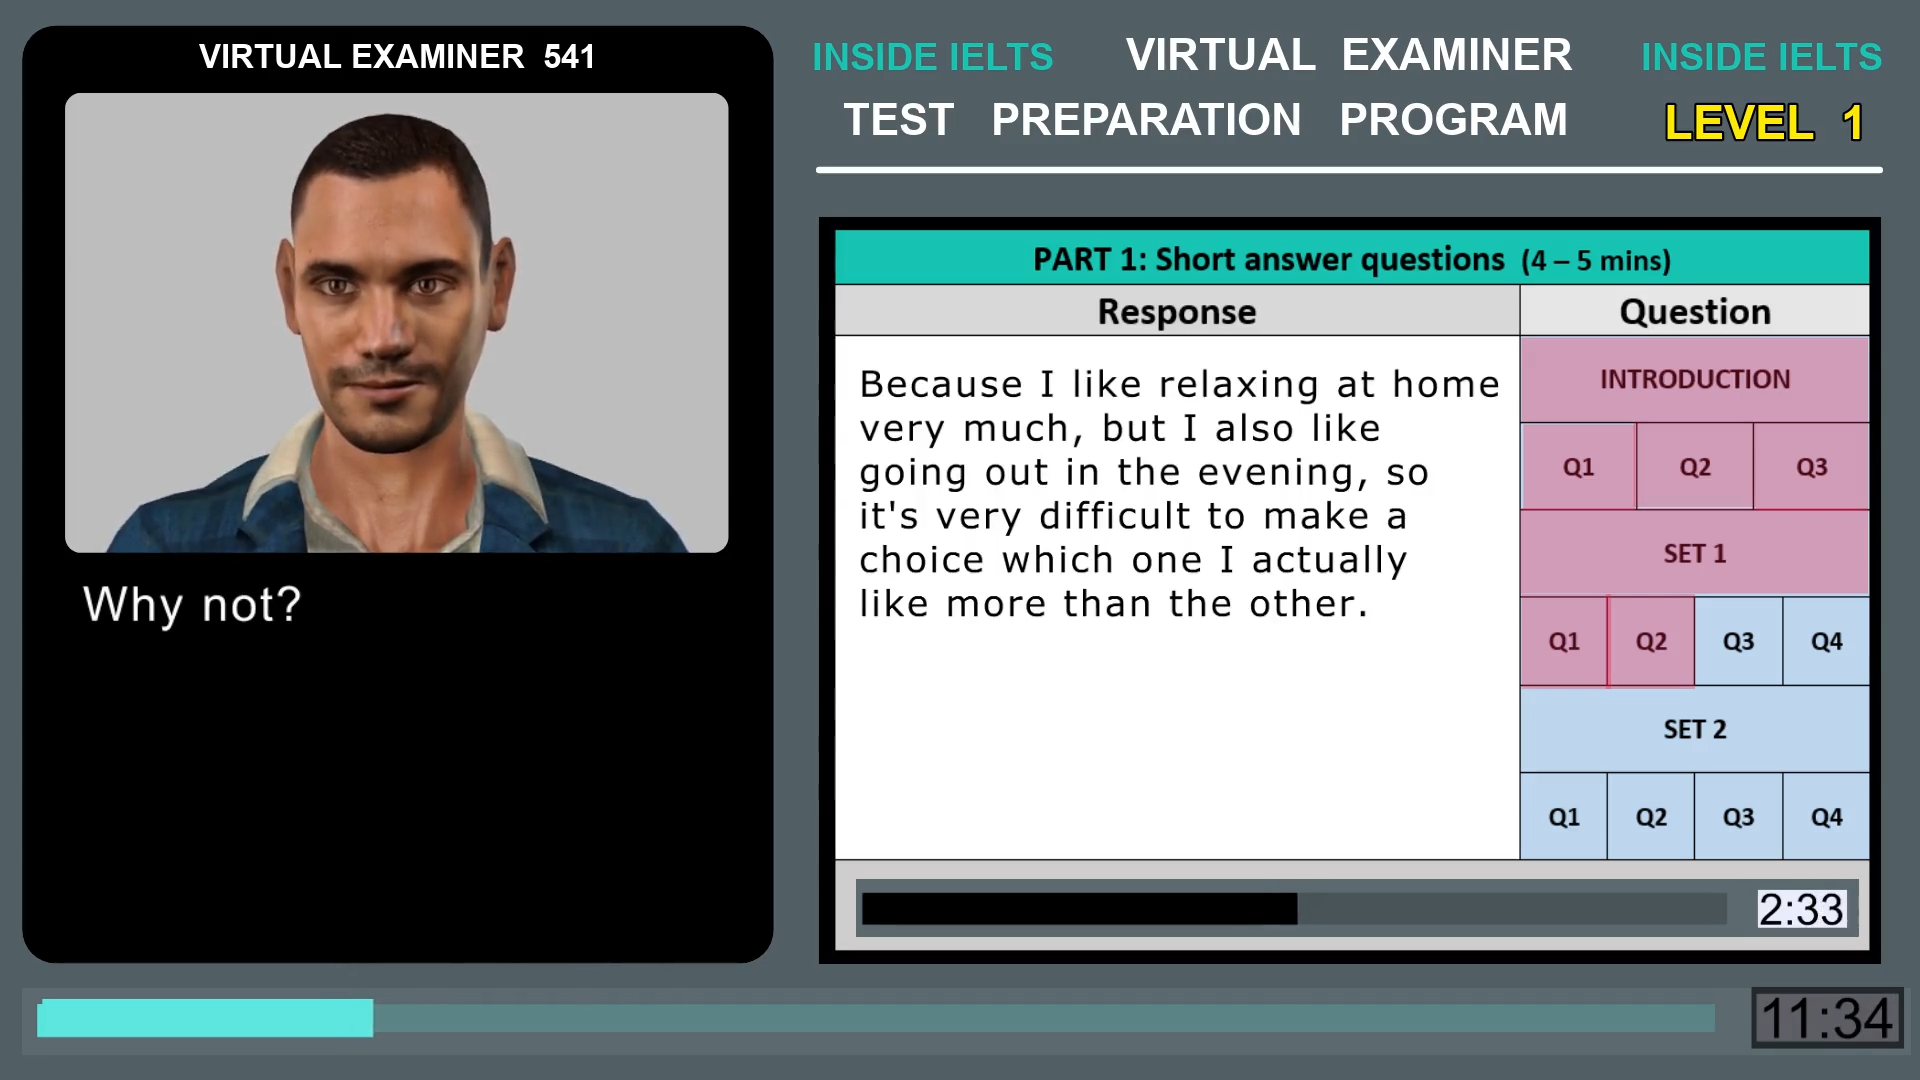 VIRTUAL EXAMINER 541
Why not?
INSIDE IELTS VIRTUAL EXAMINER INSIDE IELTS
TEST PREPARATION PROGRAM LEVEL 1
PART 1: Short answer questions (4 – 5 mins)
Response Question
Because I like relaxing at home
very much, but I also like
going out in the evening, so
it's very difficult to make a
choice which one I actually
like more than the other.
INTRODUCTION
Q1 Q2 Q3
SET 1
Q1 Q2 Q3 Q4
SET 2
Q1 Q2 Q3 Q4
2:33
11:34